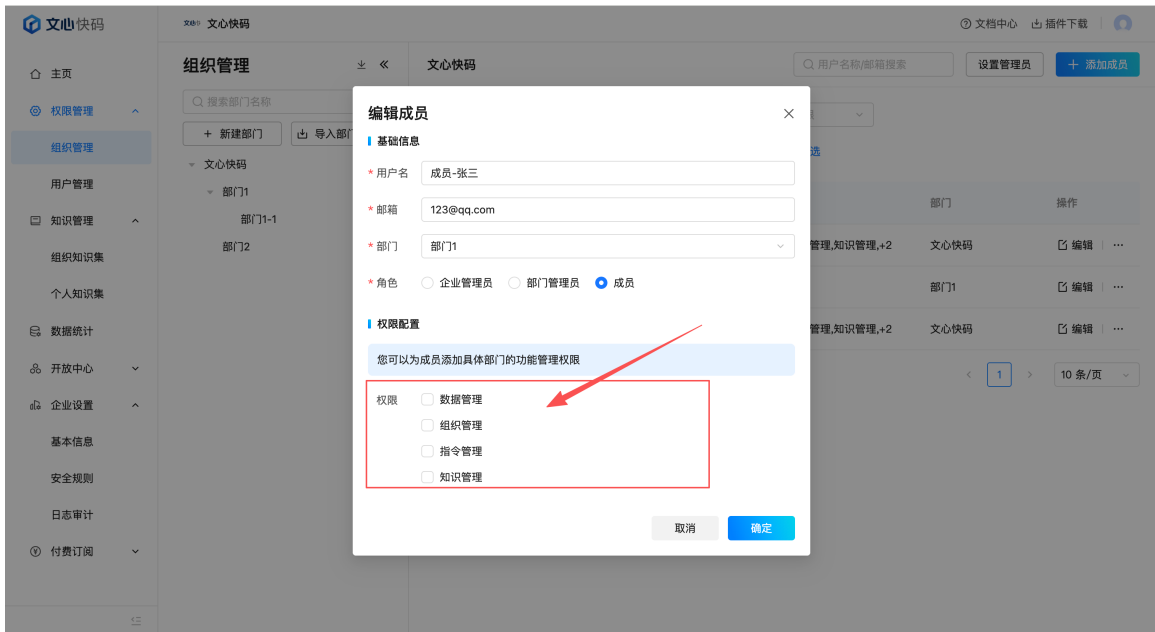 文心快码
文心快码 文心快码
文档中心 插件下载
主页
权限管理
组织管理
用户管理
知识管理
组织知识集
个人知识集
数据统计
开放中心
企业设置
基本信息
安全规则
日志审计
付费订阅
组织管理
搜索部门名称
+ 新建部门 导入部门
文心快码
部门1
部门1-1
部门2
文心快码
用户名称/邮箱搜索
设置管理员
+ 添加成员
选
部门 操作
管理,知识管理,+2 文心快码 编辑 ...
部门1 编辑 ...
管理,知识管理,+2 文心快码 编辑 ...
< 1 > 10 条/页
编辑成员
基础信息
* 用户名 成员-张三
* 邮箱 123@qq.com
* 部门 部门1
* 角色 企业管理员 部门管理员 成员
权限配置
您可以为成员添加具体部门的功能管理权限
权限 数据管理
组织管理
指令管理
知识管理
取消 确定